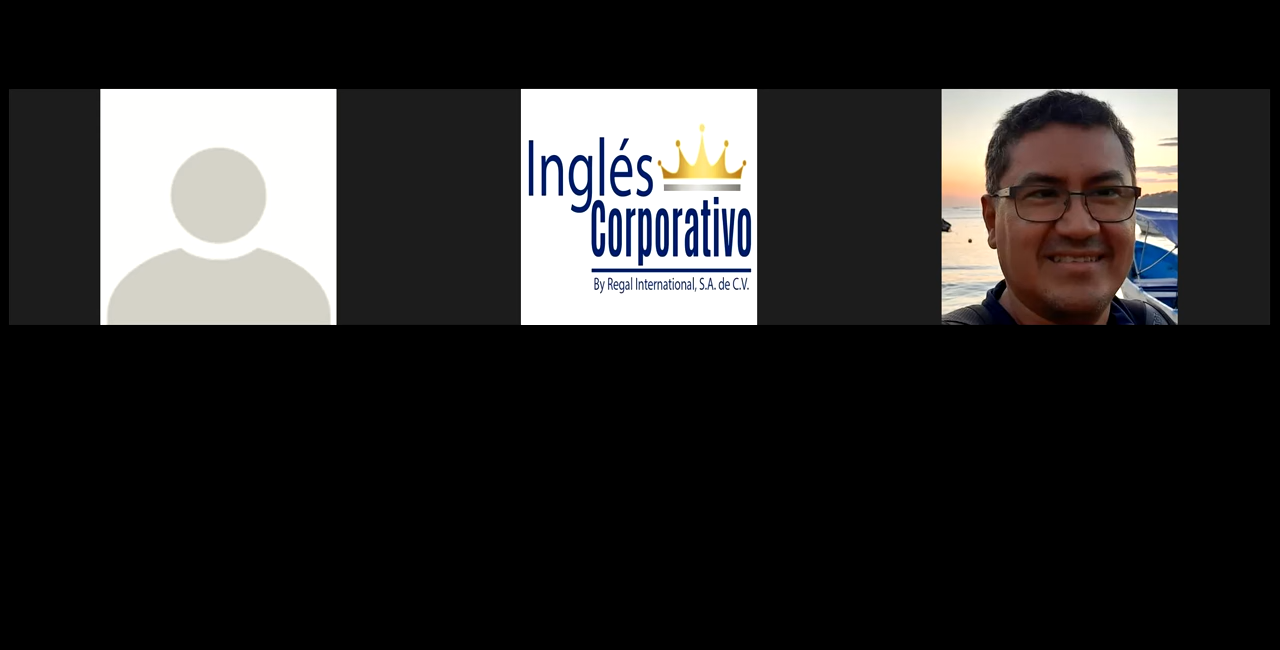 Inglés
Corporativo
By Regal International, S.A. de C.V.